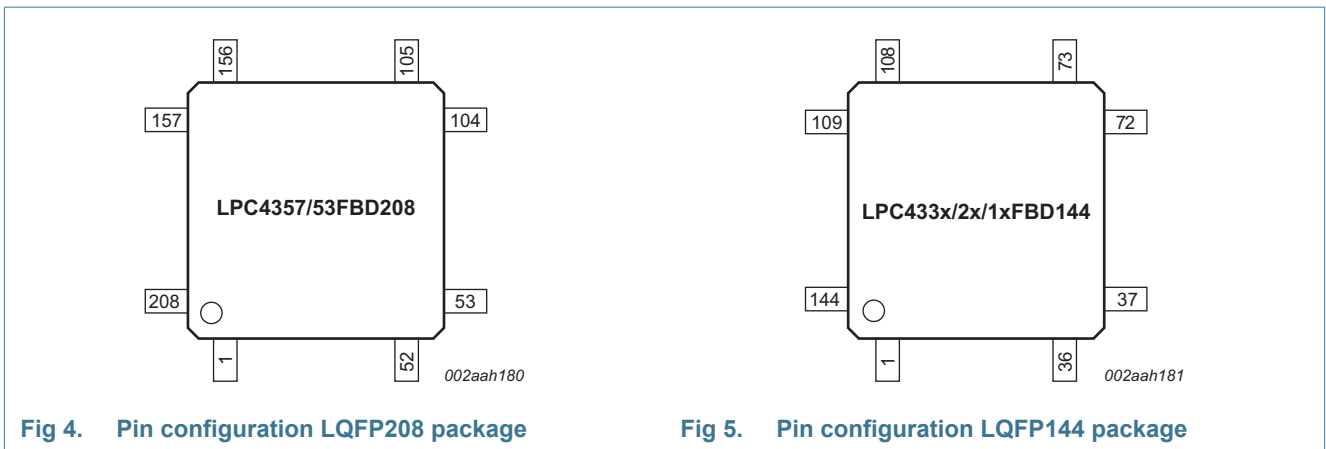 156
105
157
104
LPC4357/53FBD208
208
53
1
52
002aah180
Fig 4. Pin configuration LQFP208 package
108
73
109
72
LPC433x/2x/1xFBD144
144
37
1
36
002aah181
Fig 5. Pin configuration LQFP144 package